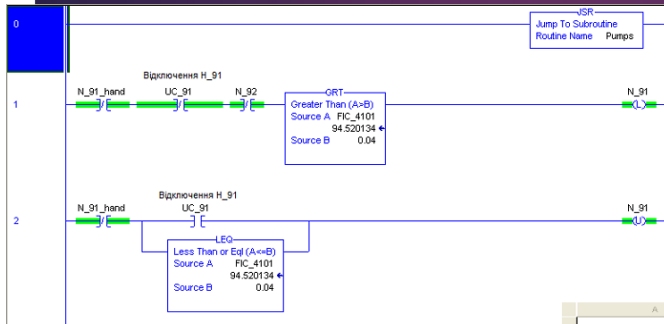 0
JSR
Jump To Subroutine
Routine Name Pumps
Відключення Н_91
N_91_hand UC_91 N_92 GRT N_91
1
Greater Than (A>B)
L
Source A FIC_4101
94.520134
Source B 0.04
Відключення Н_91
N_91_hand UC_91 N_91
2
U
LEQ
Less Than or Eql (A<=B)
Source A FIC_4101
94.520134
Source B 0.04
A